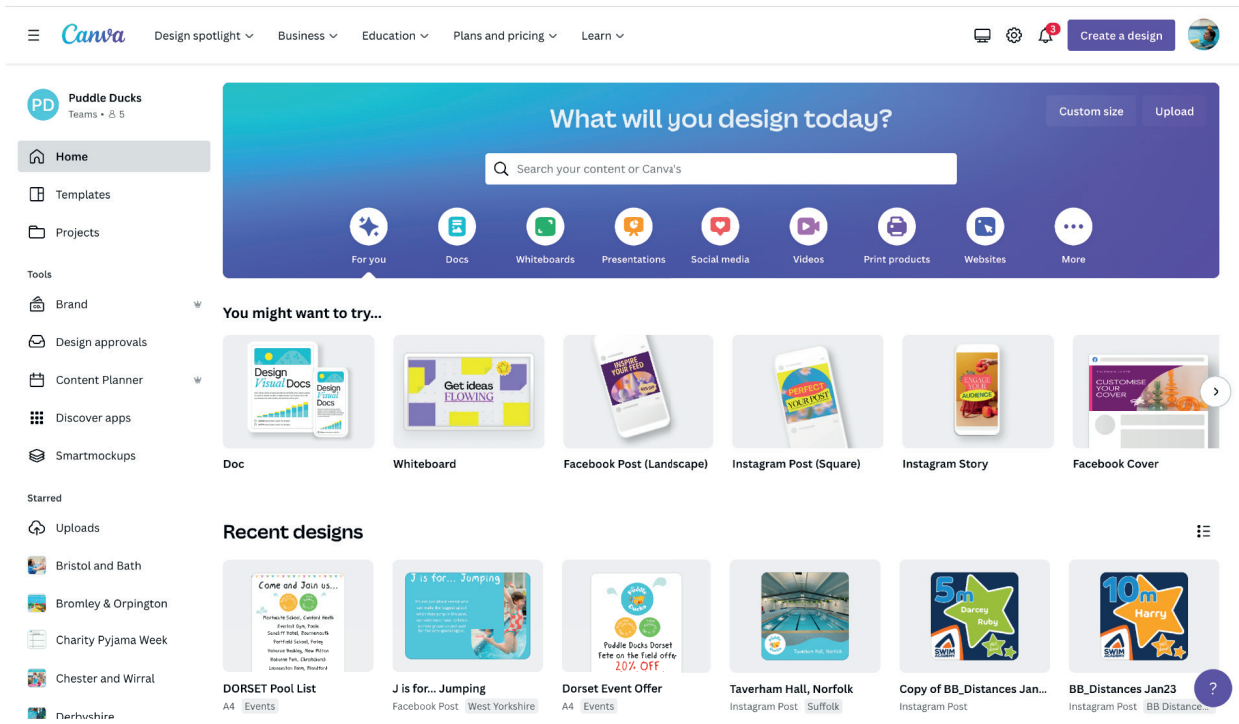 Canva
Design spotlight
Business
Education
Plans and pricing
Learn
3
Create a design
PD
Puddle Ducks
Teams • 5
Home
Templates
Projects
Tools
Brand
Design approvals
Content Planner
Discover apps
Smartmockups
Starred
Uploads
Bristol and Bath
Bromley & Orpington
Charity Pyjama Week
Chester and Wirral
Derbyshire
What will you design today?
Custom size
Upload
Search your content or Canva's
For you
Docs
Whiteboards
Presentations
Social media
Videos
Print products
Websites
More
You might want to try...
Design
Visual Docs
Design
Visual
Docs
Doc
Get ideas
FLOWING
Whiteboard
INSPIRE
YOUR FEED
Facebook Post (Landscape)
PERFECT
YOUR POST
Instagram Post (Square)
ENGAGE
YOUR
AUDIENCE
Instagram Story
CUSTOMISE
YOUR
COVER
Facebook Cover
Recent designs
Come and Join us...
DORSET Pool List
A4 Events
J is for... Jumping
J is for... Jumping
Facebook Post West Yorkshire
Puddle
Ducks
Puddle Ducks Dorset
Fete on the Field offer
20% OFF
Dorset Event Offer
A4 Events
Taverham Hall, Norfolk
Taverham Hall, Norfolk
Instagram Post Suffolk
5m
Darcey
Ruby
SWIM
ACADEMY
Copy of BB_Distances Jan...
Instagram Post
10m
Harry
SWIM
ACADEMY
BB_Distances Jan23
Instagram Post BB Distance...
?